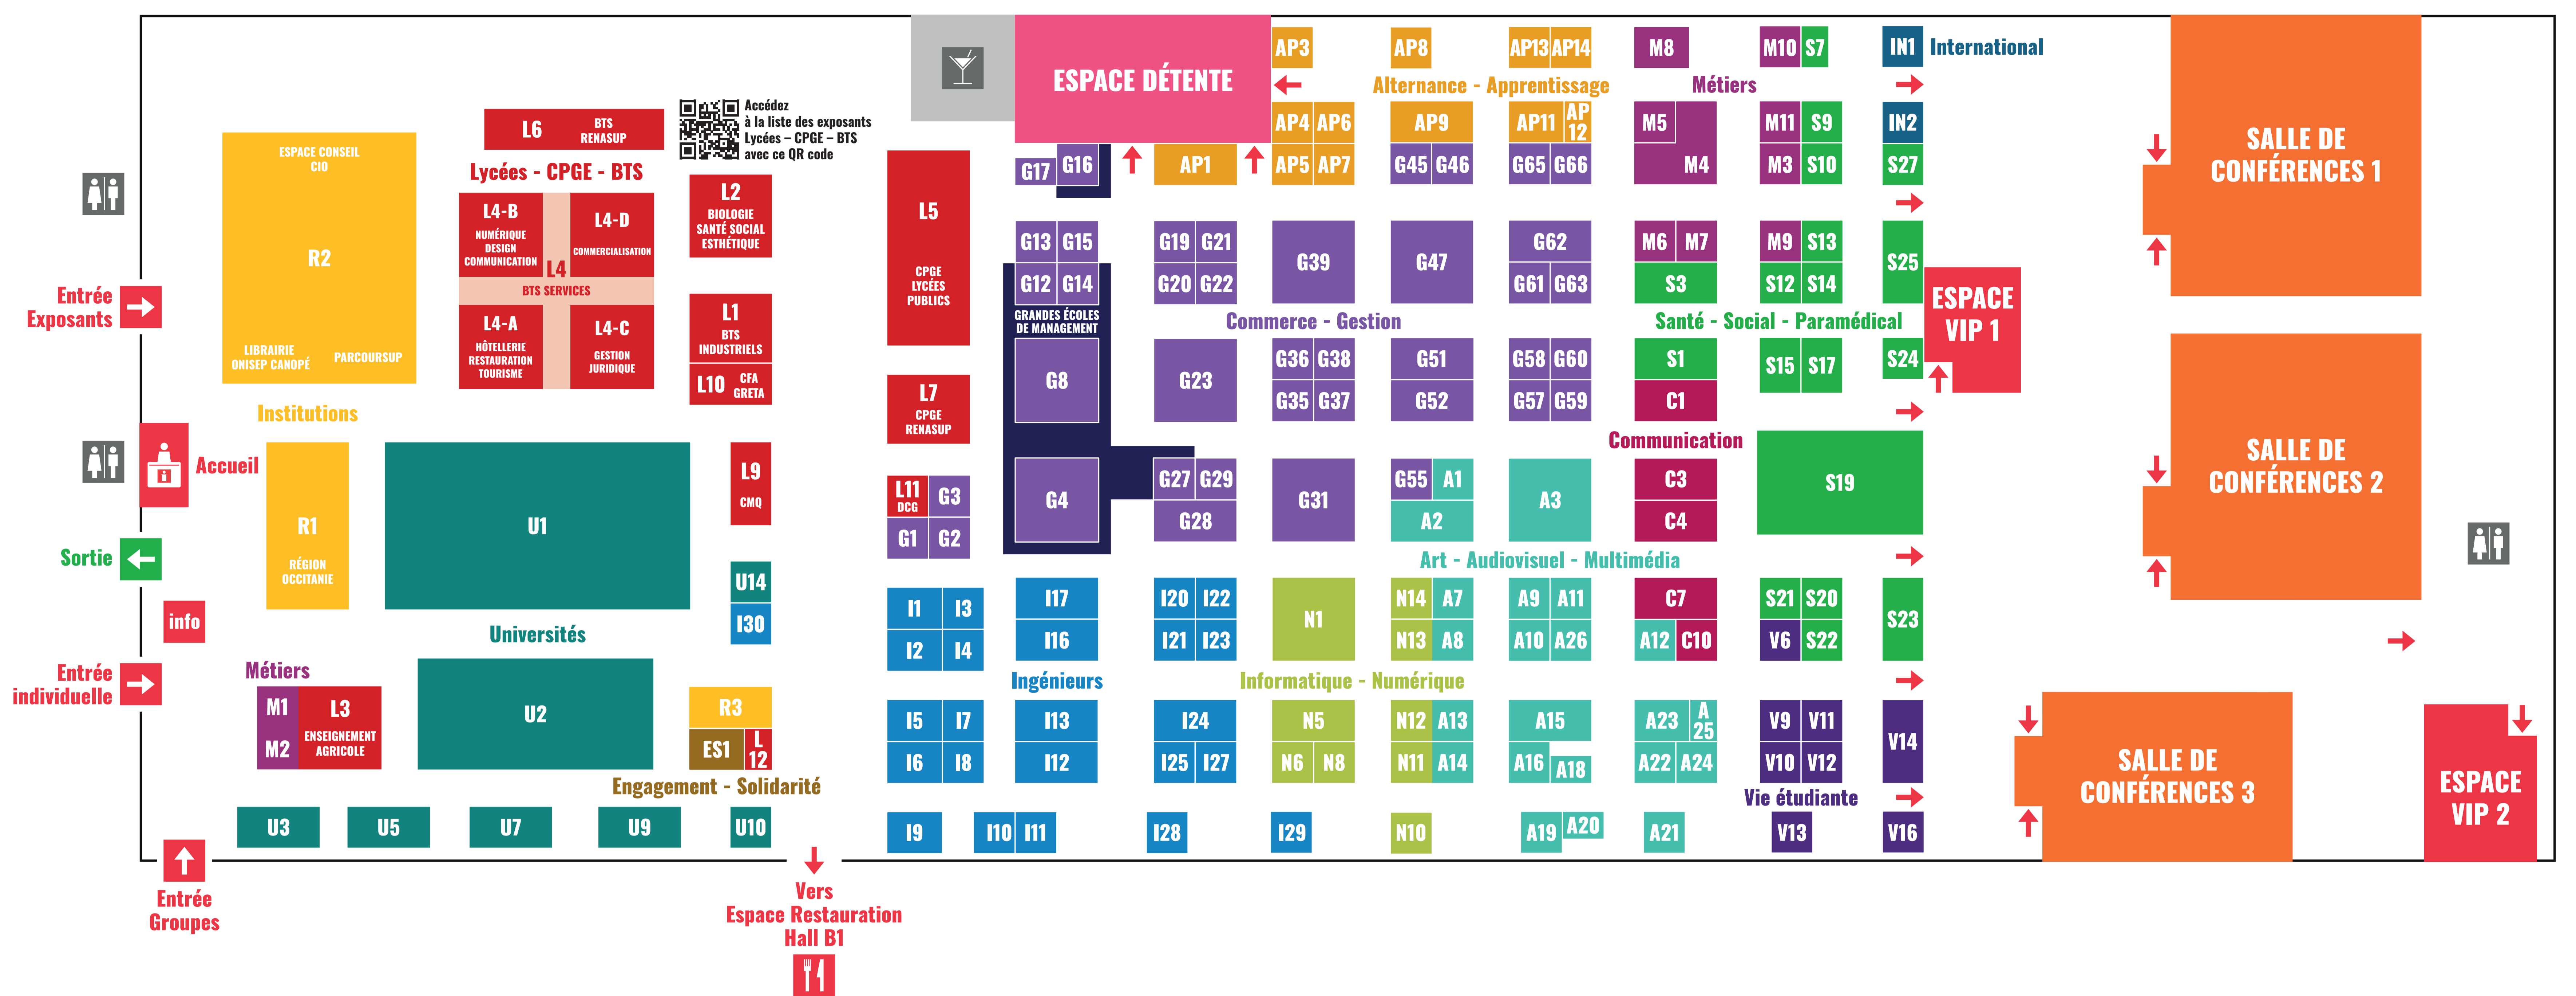 ESPACE DÉTENTE
AP3
AP8
AP13
AP14
M8
M10
S7
IN1
International
Alternance - Apprentissage
Métiers
AP4
AP6
AP9
AP11
AP
12
M5
M11
S9
IN2
AP1
AP5
AP7
G17
G16
G45
G46
G65
G66
M4
M3
S10
S27
SALLE DE
CONFÉRENCES 1
ESPACE CONSEIL
CIO
R2
LIBRAIRIE
ONISEP CANOPÉ
PARCOURSUP
Institutions
L6
BTS
RENASUP
Lycées - CPGE - BTS
Accédez
à la liste des exposants
Lycées – CPGE – BTS
avec ce QR code
L4-B
NUMÉRIQUE
DESIGN
COMMUNICATION
L4-D
COMMERCIALISATION
L4
BTS SERVICES
L4-A
HÔTELLERIE
RESTAURATION
TOURISME
L4-C
GESTION
JURIDIQUE
L2
BIOLOGIE
SANTÉ SOCIAL
ESTHÉTIQUE
L1
BTS
INDUSTRIELS
L10
CFA
GRETA
L5
CPGE
LYCÉES
PUBLICS
L7
CPGE
RENASUP
Entrée
Exposants
G13
G15
G19
G21
G39
G47
G62
M6
M7
M9
S13
S25
G12
G14
G20
G22
G61
G63
S3
S12
S14
GRANDES ÉCOLES
DE MANAGEMENT
Commerce - Gestion
Santé - Social - Paramédical
ESPACE
VIP 1
G8
G23
G36
G38
G51
G58
G60
S1
S15
S17
S24
G35
G37
G52
G57
G59
C1
Communication
SALLE DE
CONFÉRENCES 2
Accueil
R1
RÉGION
OCCITANIE
U1
L9
CMQ
L11
DCG
G3
G1
G2
G4
G27
G29
G28
G31
G55
A1
A2
A3
C3
C4
S19
Art - Audiovisuel - Multimédia
Sortie
info
U14
I30
Universités
I1
I3
I2
I4
I17
I16
I20
I22
I21
I23
N1
N14
A7
N13
A8
A9
A11
A10
A26
C7
A12
C10
S21
S20
V6
S22
S23
Ingénieurs
Informatique - Numérique
Entrée
individuelle
Métiers
M1
M2
L3
ENSEIGNEMENT
AGRICOLE
U2
R3
ES1
L
12
Engagement - Solidarité
I5
I7
I6
I8
I13
I12
I24
I25
I27
N5
N6
N8
N12
A13
N11
A14
A15
A16
A18
A23
A
25
A22
A24
V9
V11
V10
V12
V14
Vie étudiante
SALLE DE
CONFÉRENCES 3
ESPACE
VIP 2
U3
U5
U7
U9
U10
I9
I10
I11
I28
I29
N10
A19
A20
A21
V13
V16
Entrée
Groupes
Vers
Espace Restauration
Hall B1